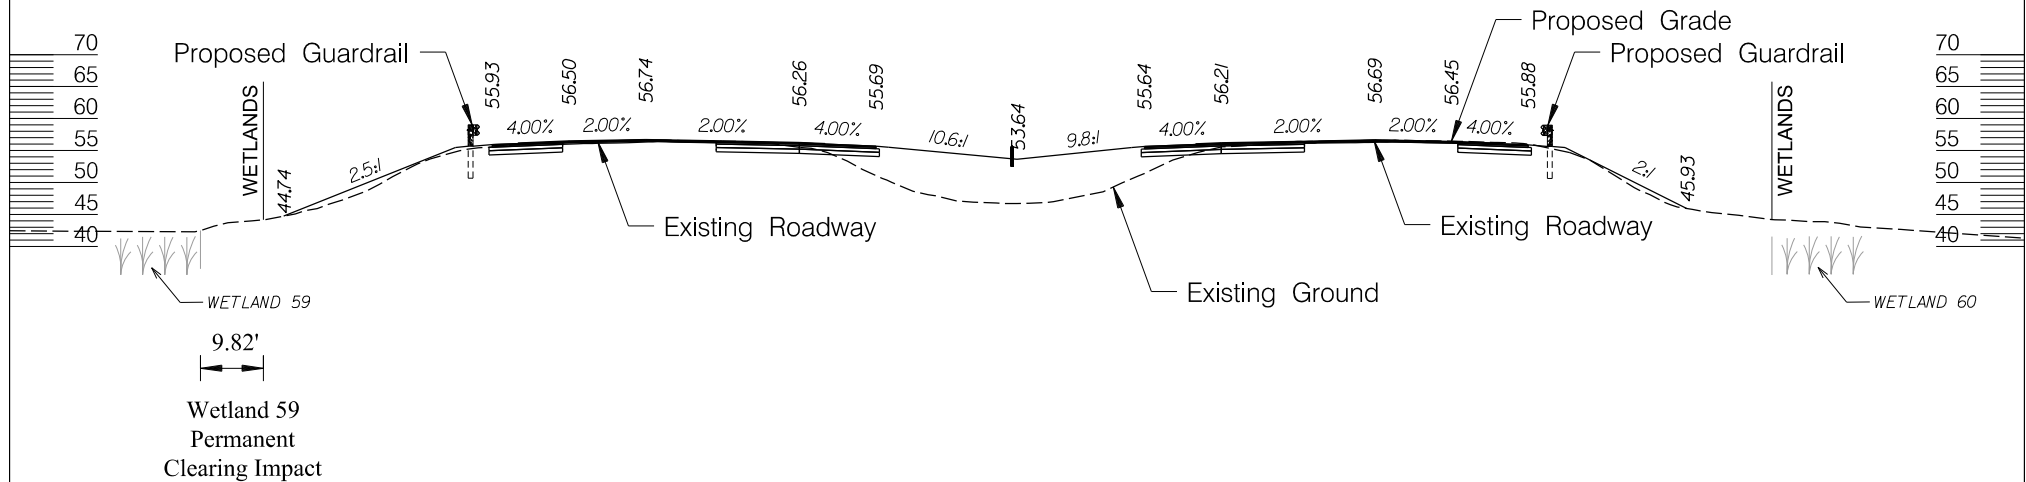 Proposed Grade
70
Proposed Guardrail
Proposed Guardrail
70
65
65
60
60
55
55
50
50
45
45
40
40
WETLANDS
44.74
2.5:1
55.93
56.50
56.74
56.26
55.69
53.64
55.64
56.21
56.69
56.45
55.88
4.00% 2.00% 2.00% 4.00% 10.6:1 9.8:1 4.00% 2.00% 2.00% 4.00%
2:1
45.93
WETLANDS
Existing Roadway
Existing Roadway
Existing Ground
WETLAND 59
WETLAND 60
9.82'
Wetland 59
Permanent
Clearing Impact